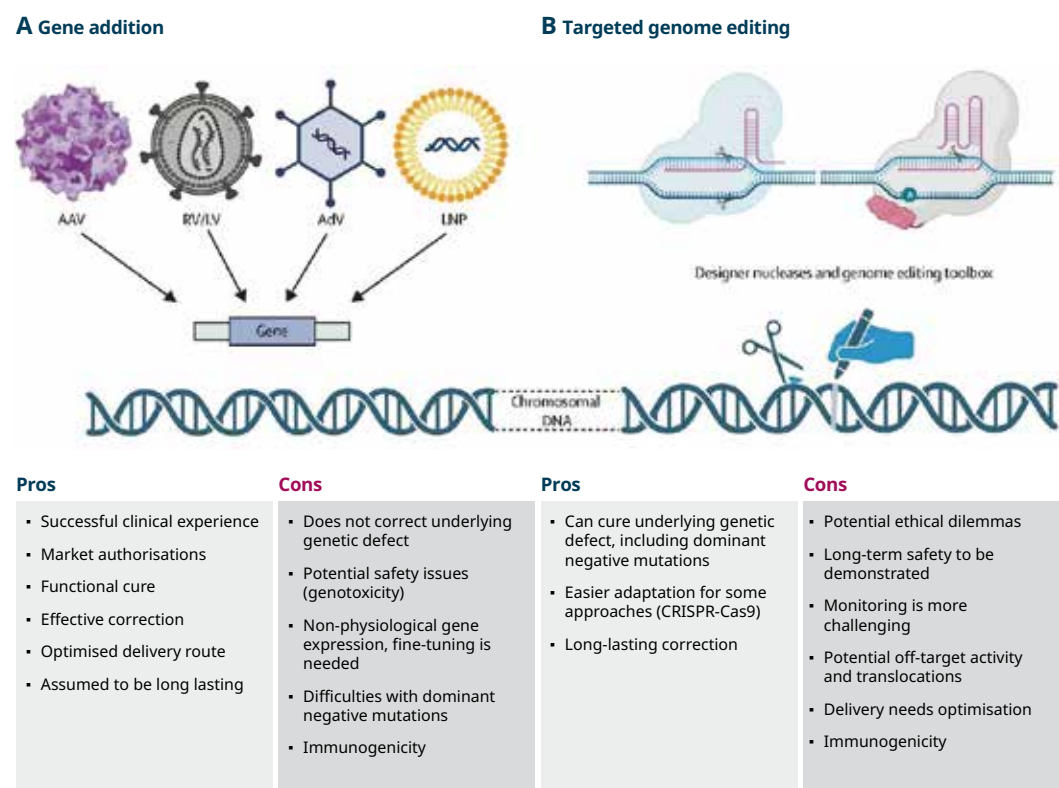 A Gene addition
AAV
RV/LV
AdV
LNP
Gene
Chromosomal
DNA
B Targeted genome editing
A
Designer nucleases and genome editing toolbox
Pros
▪ Successful clinical experience
▪ Market authorisations
▪ Functional cure
▪ Effective correction
▪ Optimised delivery route
▪ Assumed to be long lasting
Cons
▪ Does not correct underlying
genetic defect
▪ Potential safety issues
(genotoxicity)
▪ Non-physiological gene
expression, fine-tuning is
needed
▪ Difficulties with dominant
negative mutations
▪ Immunogenicity
Pros
▪ Can cure underlying genetic
defect, including dominant
negative mutations
▪ Easier adaptation for some
approaches (CRISPR-Cas9)
▪ Long-lasting correction
Cons
▪ Potential ethical dilemmas
▪ Long-term safety to be
demonstrated
▪ Monitoring is more
challenging
▪ Potential off-target activity
and translocations
▪ Delivery needs optimisation
▪ Immunogenicity